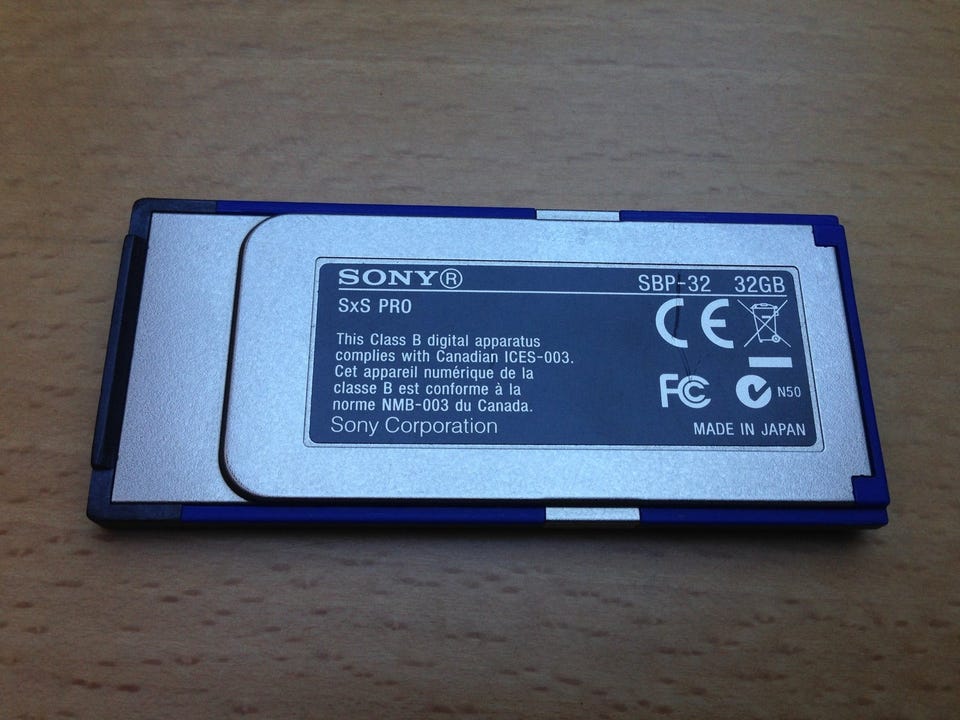 SONY®
SBP-32 32GB
SxS PRO
This Class B digital apparatus
complies with Canadian ICES-003.
Cet appareil numérique de la
classe B est conforme à la
norme NMB-003 du Canada.
Sony Corporation
CE
FC
N50
MADE IN JAPAN